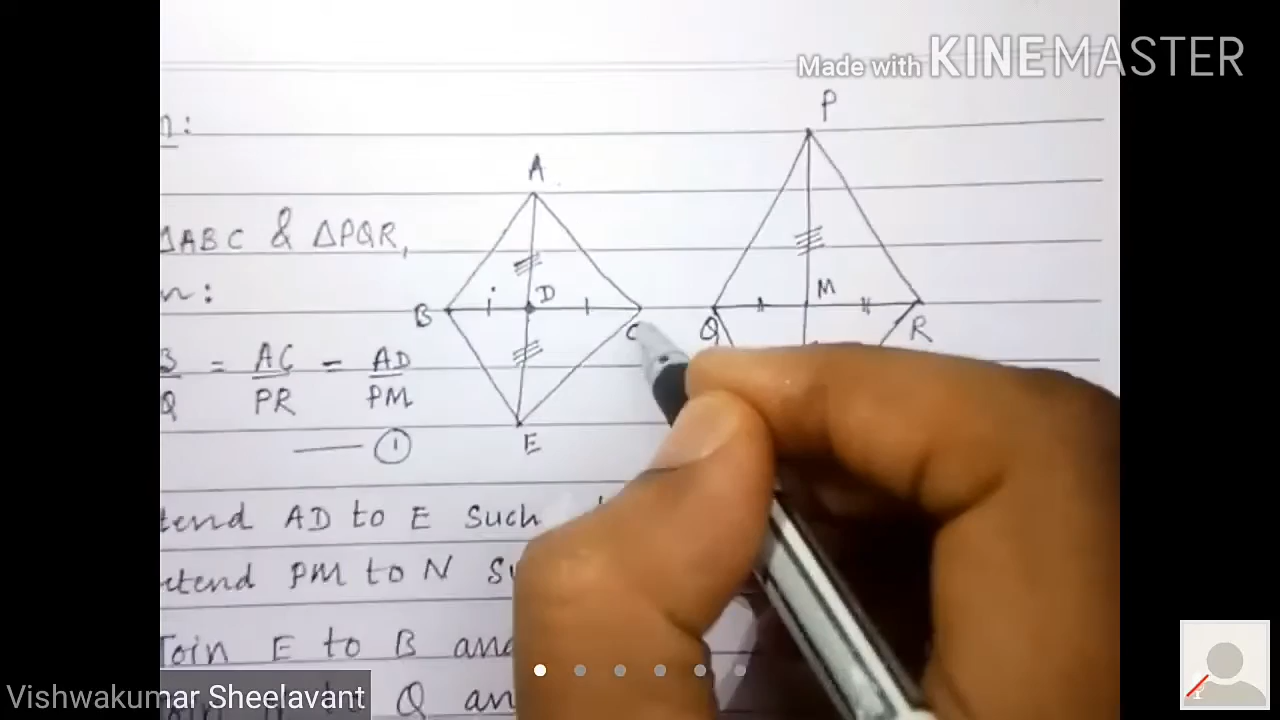 Made with KINEMASTER
n:
P
A
ΔABC & ΔPQR,
n:
B D C
Q M R
B/Q = AC/PR = AD/PM
—— ①
E
tend AD to E Such
tend PM to N
Join E to B and
Q an
Vishwakumar Sheelavant